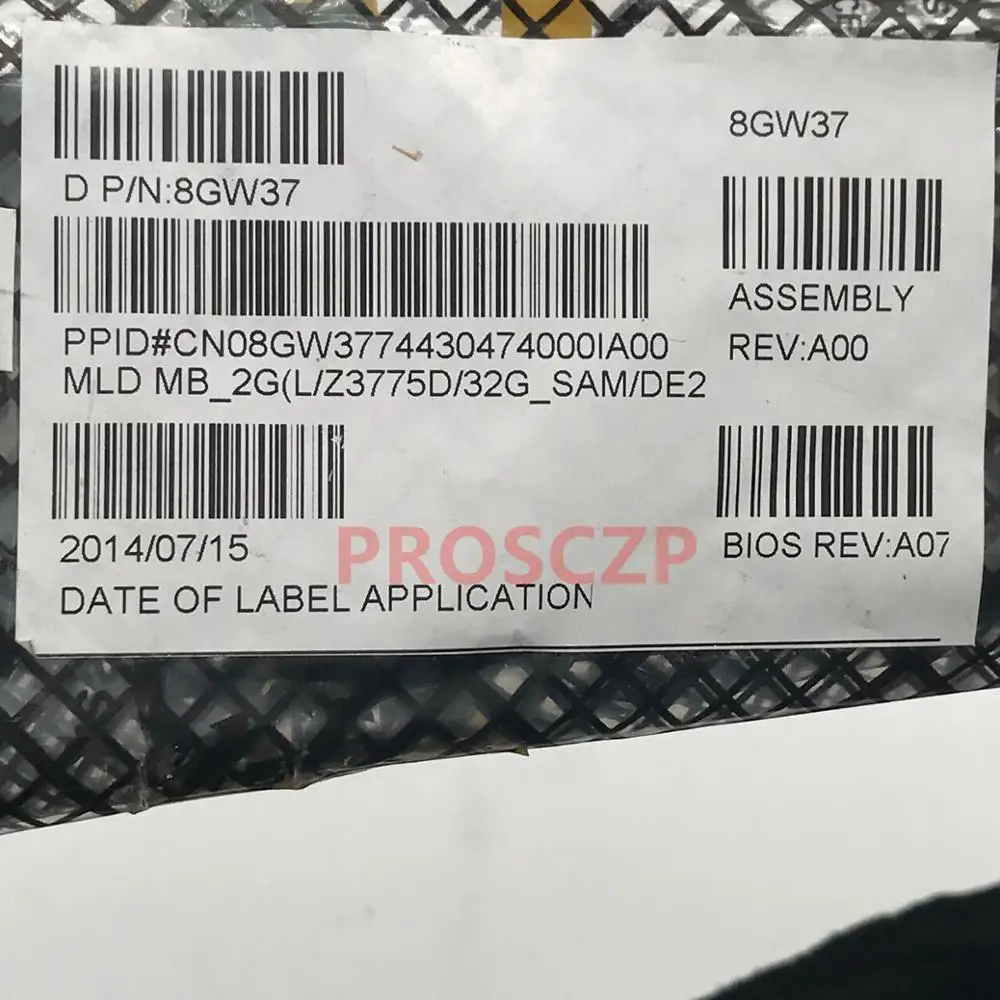 8GW37
D P/N:8GW37
ASSEMBLY
PPID#CN08GW3774430474000IA00
REV:A00
MLD MB_2G(L/Z3775D/32G_SAM/DE2
2014/07/15
PROSCZP
BIOS REV:A07
DATE OF LABEL APPLICATION